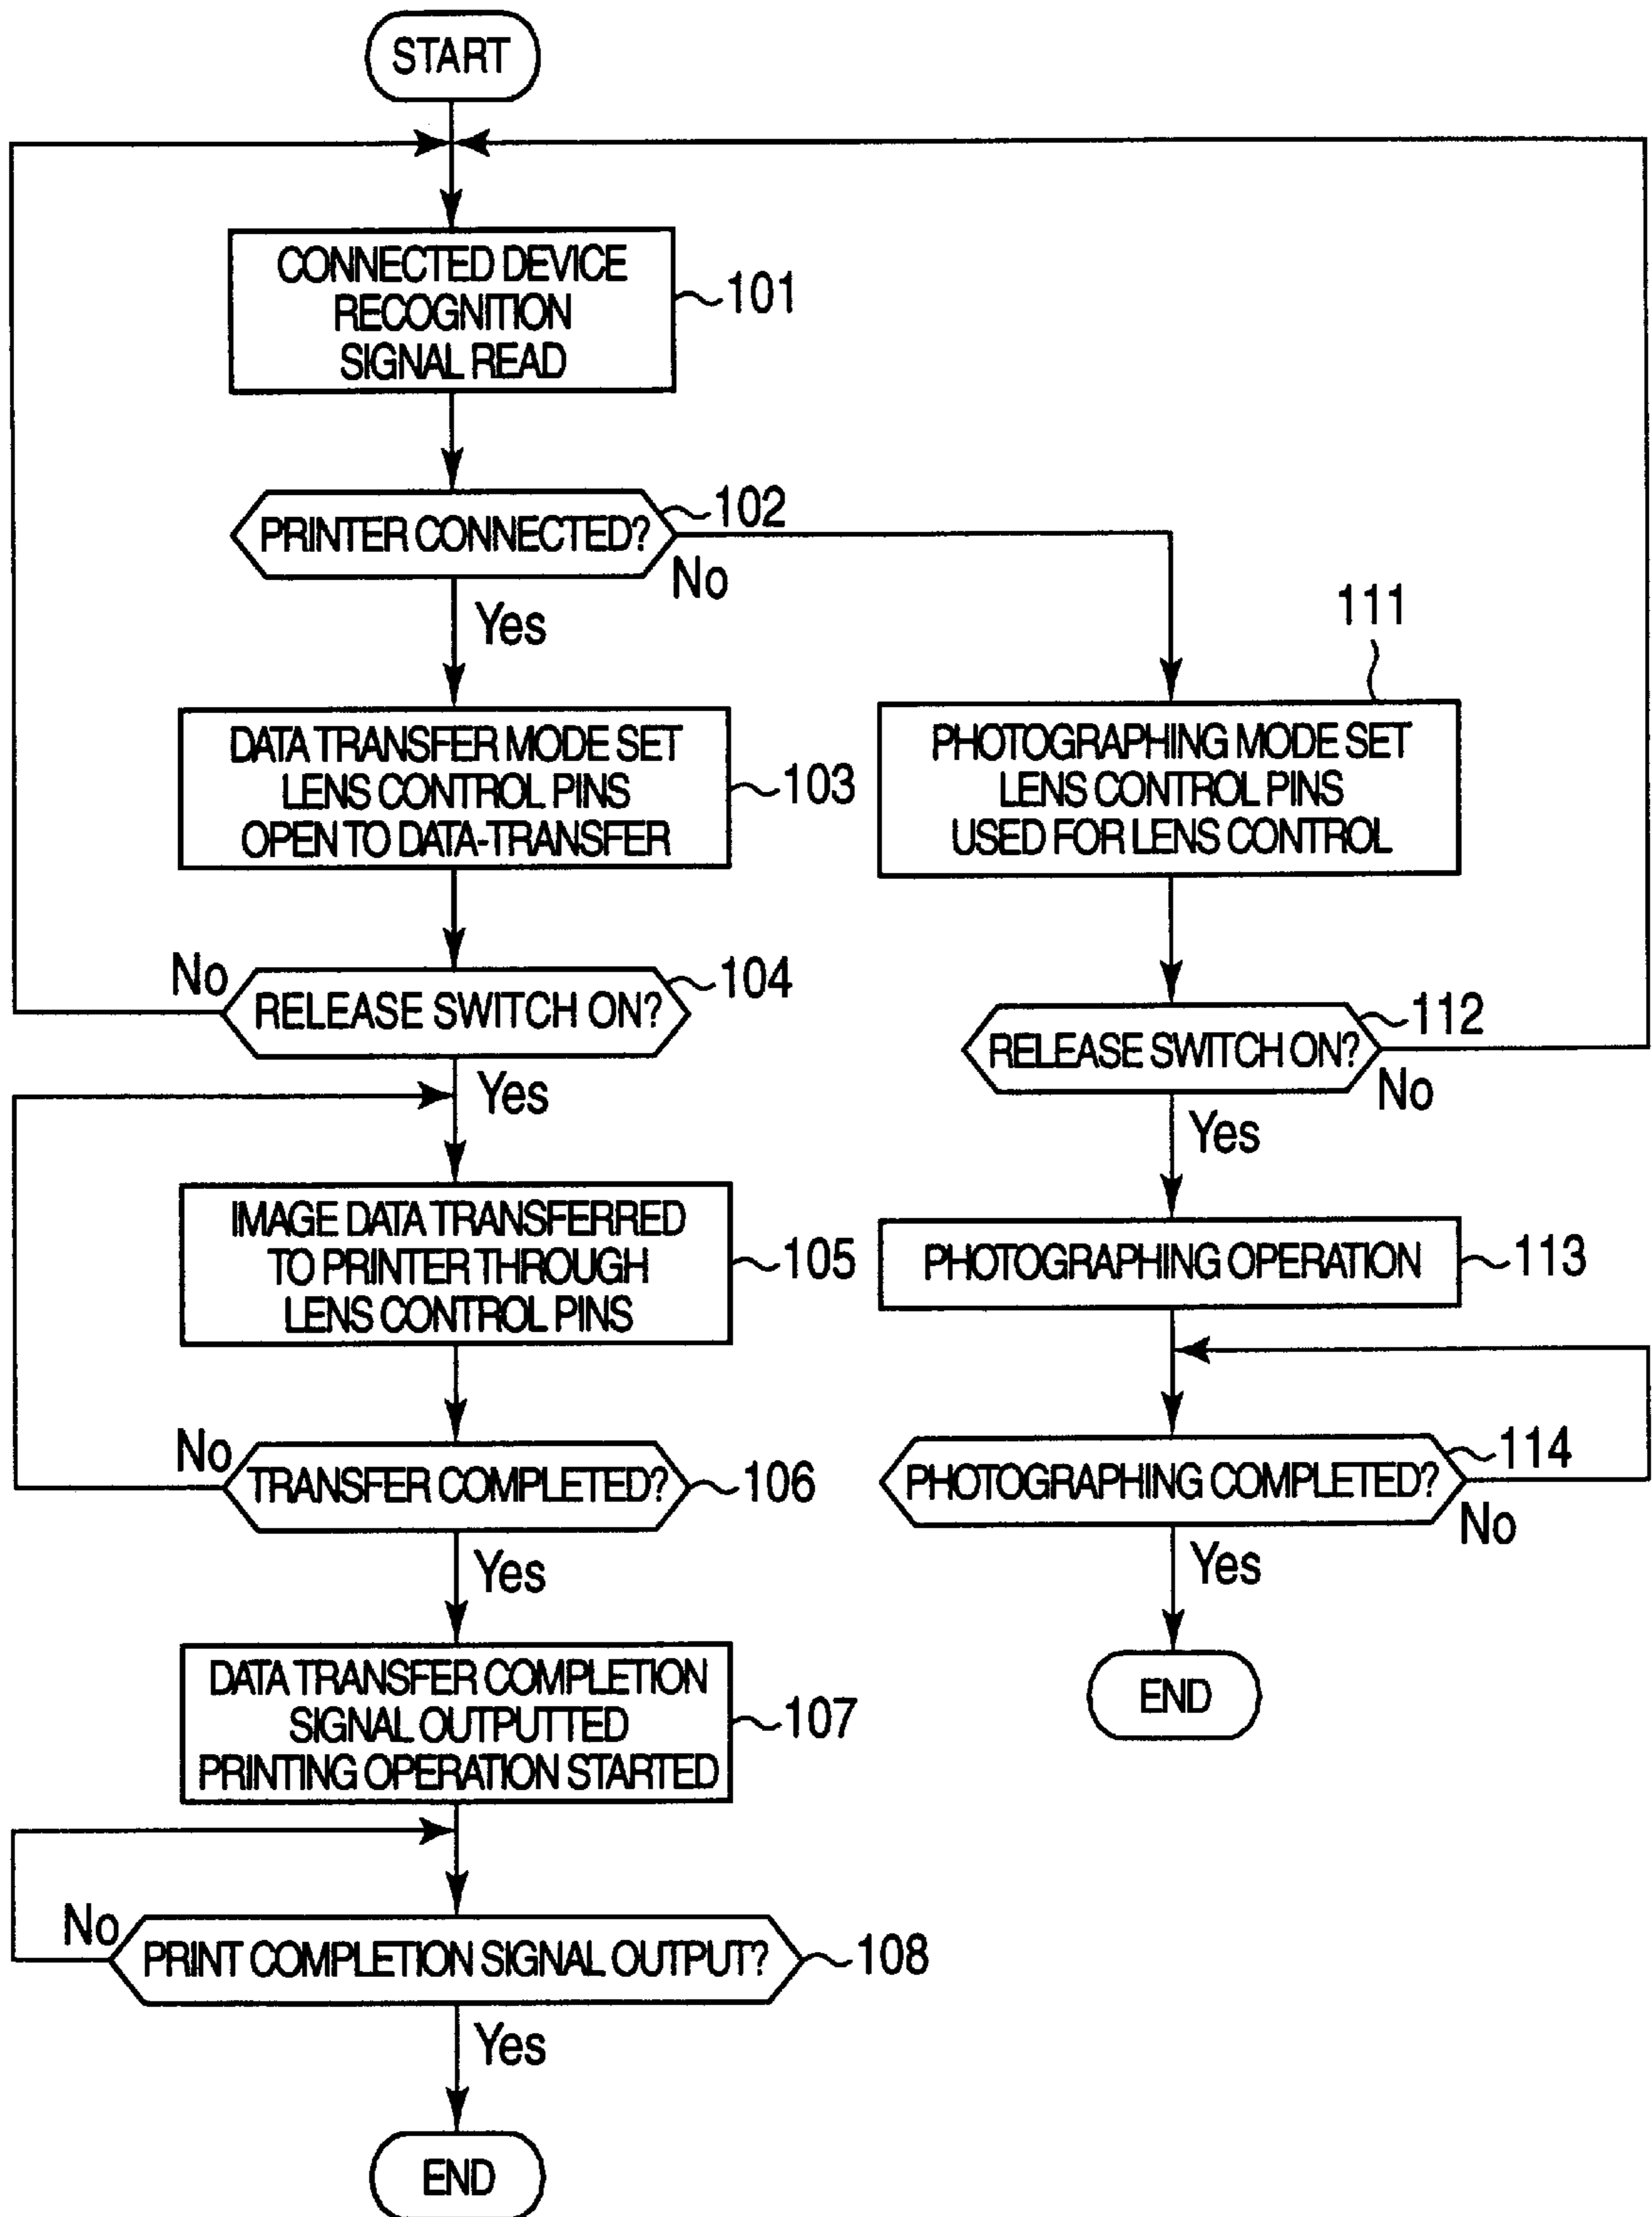 START
CONNECTED DEVICE
RECOGNITION
SIGNAL READ
101
PRINTER CONNECTED?
102
No
Yes
DATA TRANSFER MODE SET
LENS CONTROL PINS
OPEN TO DATA-TRANSFER
103
No
RELEASE SWITCH ON?
104
Yes
IMAGE DATA TRANSFERRED
TO PRINTER THROUGH
LENS CONTROL PINS
105
No
TRANSFER COMPLETED?
106
Yes
DATA TRANSFER COMPLETION
SIGNAL OUTPUTTED
PRINTING OPERATION STARTED
107
No
PRINT COMPLETION SIGNAL OUTPUT?
108
Yes
END
111
PHOTOGRAPHING MODE SET
LENS CONTROL PINS
USED FOR LENS CONTROL
RELEASE SWITCH ON?
112
No
Yes
PHOTOGRAPHING OPERATION
113
PHOTOGRAPHING COMPLETED?
114
No
Yes
END